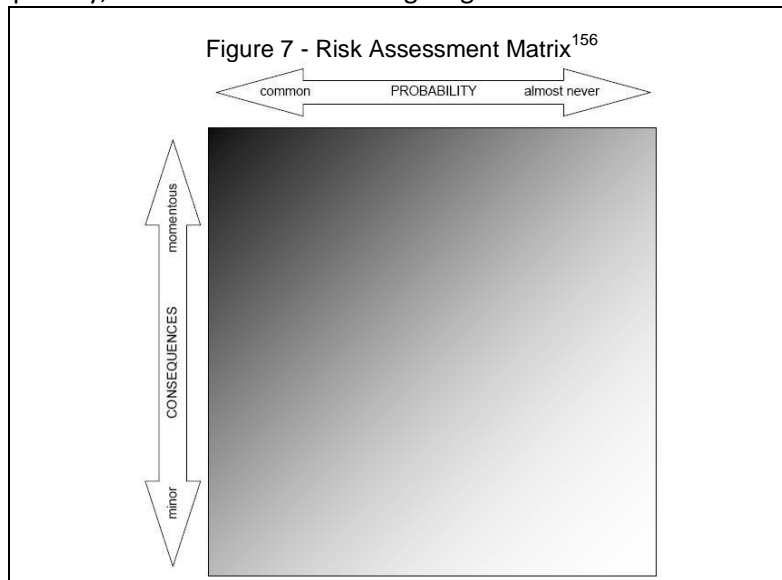 Figure 7 - Risk Assessment Matrix156
common PROBABILITY almost never
momentous
CONSEQUENCES
minor